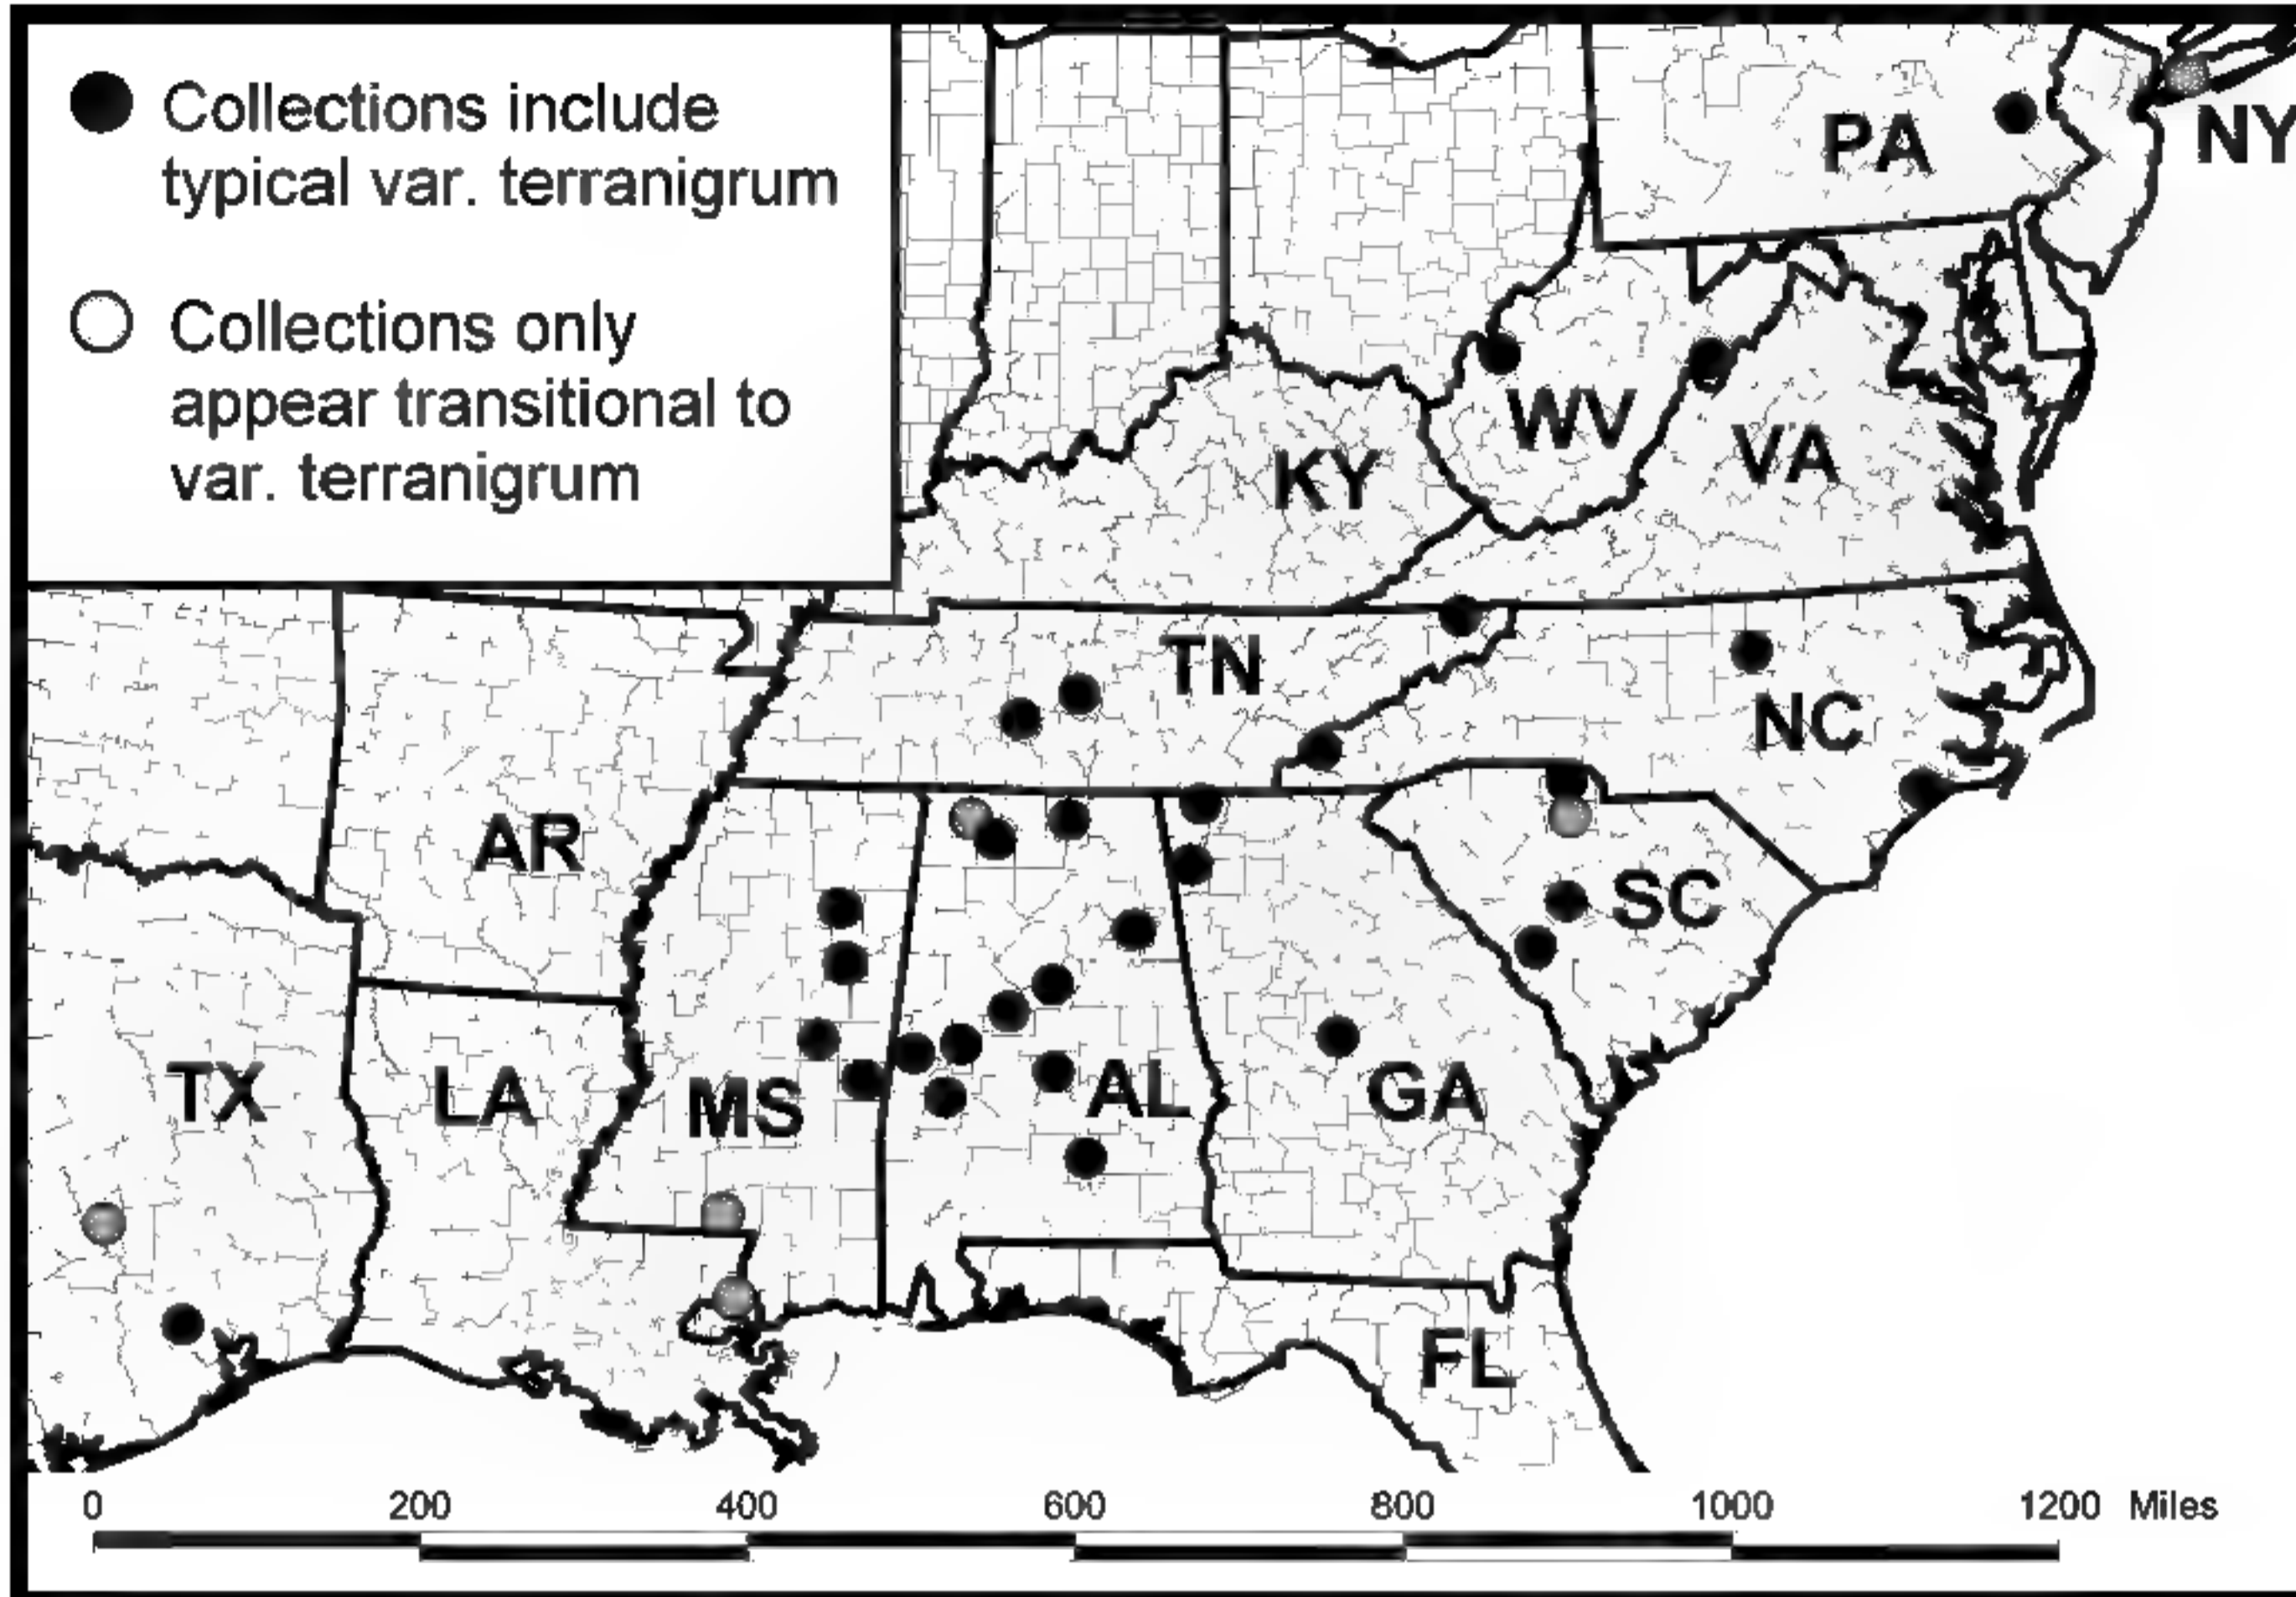 Collections include
typical var. terranigrum
Collections only
appear transitional to
var. terranigrum
PA
NY
WV
VA
KY
TN
NC
AR
SC
TX
LA
MS
AL
GA
FL
0 200 400 600 800 1000 1200 Miles